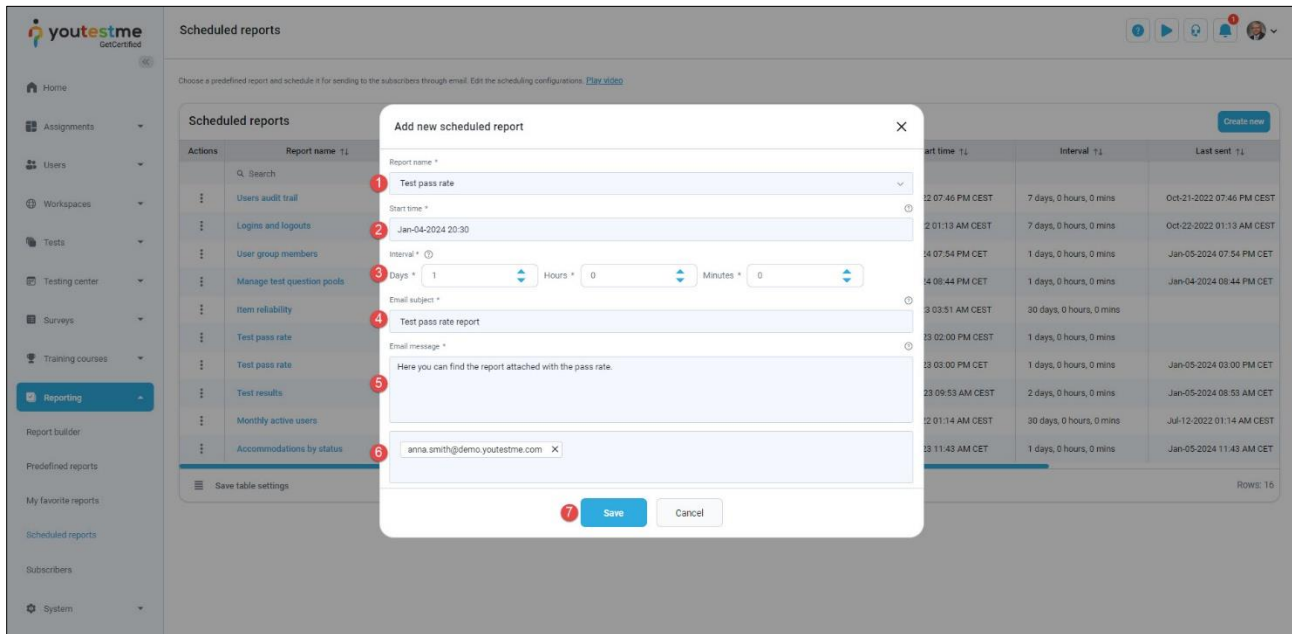 youtestme
GetCertified
Scheduled reports
?
1
Choose a predefined report and schedule it for sending to the subscribers through email. Edit the scheduling configurations. Play video
Home
Assignments
Users
Workspaces
Tests
Testing center
Surveys
Training courses
Reporting
Report builder
Predefined reports
My favorite reports
Scheduled reports
Subscribers
System
Scheduled reports
Create new
Actions Report name art time Interval Last sent
Search
Users audit trail 22 07:46 PM CEST 7 days, 0 hours, 0 mins Oct-21-2022 07:46 PM CEST
Logins and logouts 2 01:13 AM CEST 7 days, 0 hours, 0 mins Oct-22-2022 01:13 AM CEST
User group members 24 07:54 PM CET 1 days, 0 hours, 0 mins Jan-05-2024 07:54 PM CET
Manage test question pools 24 08:44 PM CET 1 days, 0 hours, 0 mins Jan-04-2024 08:44 PM CET
Item reliability 3 03:51 AM CEST 30 days, 0 hours, 0 mins
Test pass rate 23 02:00 PM CEST 1 days, 0 hours, 0 mins
Test pass rate 23 03:00 PM CET 1 days, 0 hours, 0 mins Jan-05-2024 03:00 PM CET
Test results 23 09:53 AM CEST 2 days, 0 hours, 0 mins Jan-05-2024 08:53 AM CET
Monthly active users 22 01:14 AM CEST 30 days, 0 hours, 0 mins Jul-12-2022 01:14 AM CEST
Accommodations by status 23 11:43 AM CET 1 days, 0 hours, 0 mins Jan-05-2024 11:43 AM CET
Save table settings Rows: 16
Add new scheduled report
Report name *
1 Test pass rate
Start time * ?
2 Jan-04-2024 20:30
Interval * ?
3 Days * 1 Hours * 0 Minutes * 0
Email subject * ?
4 Test pass rate report
Email message * ?
5 Here you can find the report attached with the pass rate.
6 anna.smith@demo.youtestme.com X
7 Save Cancel